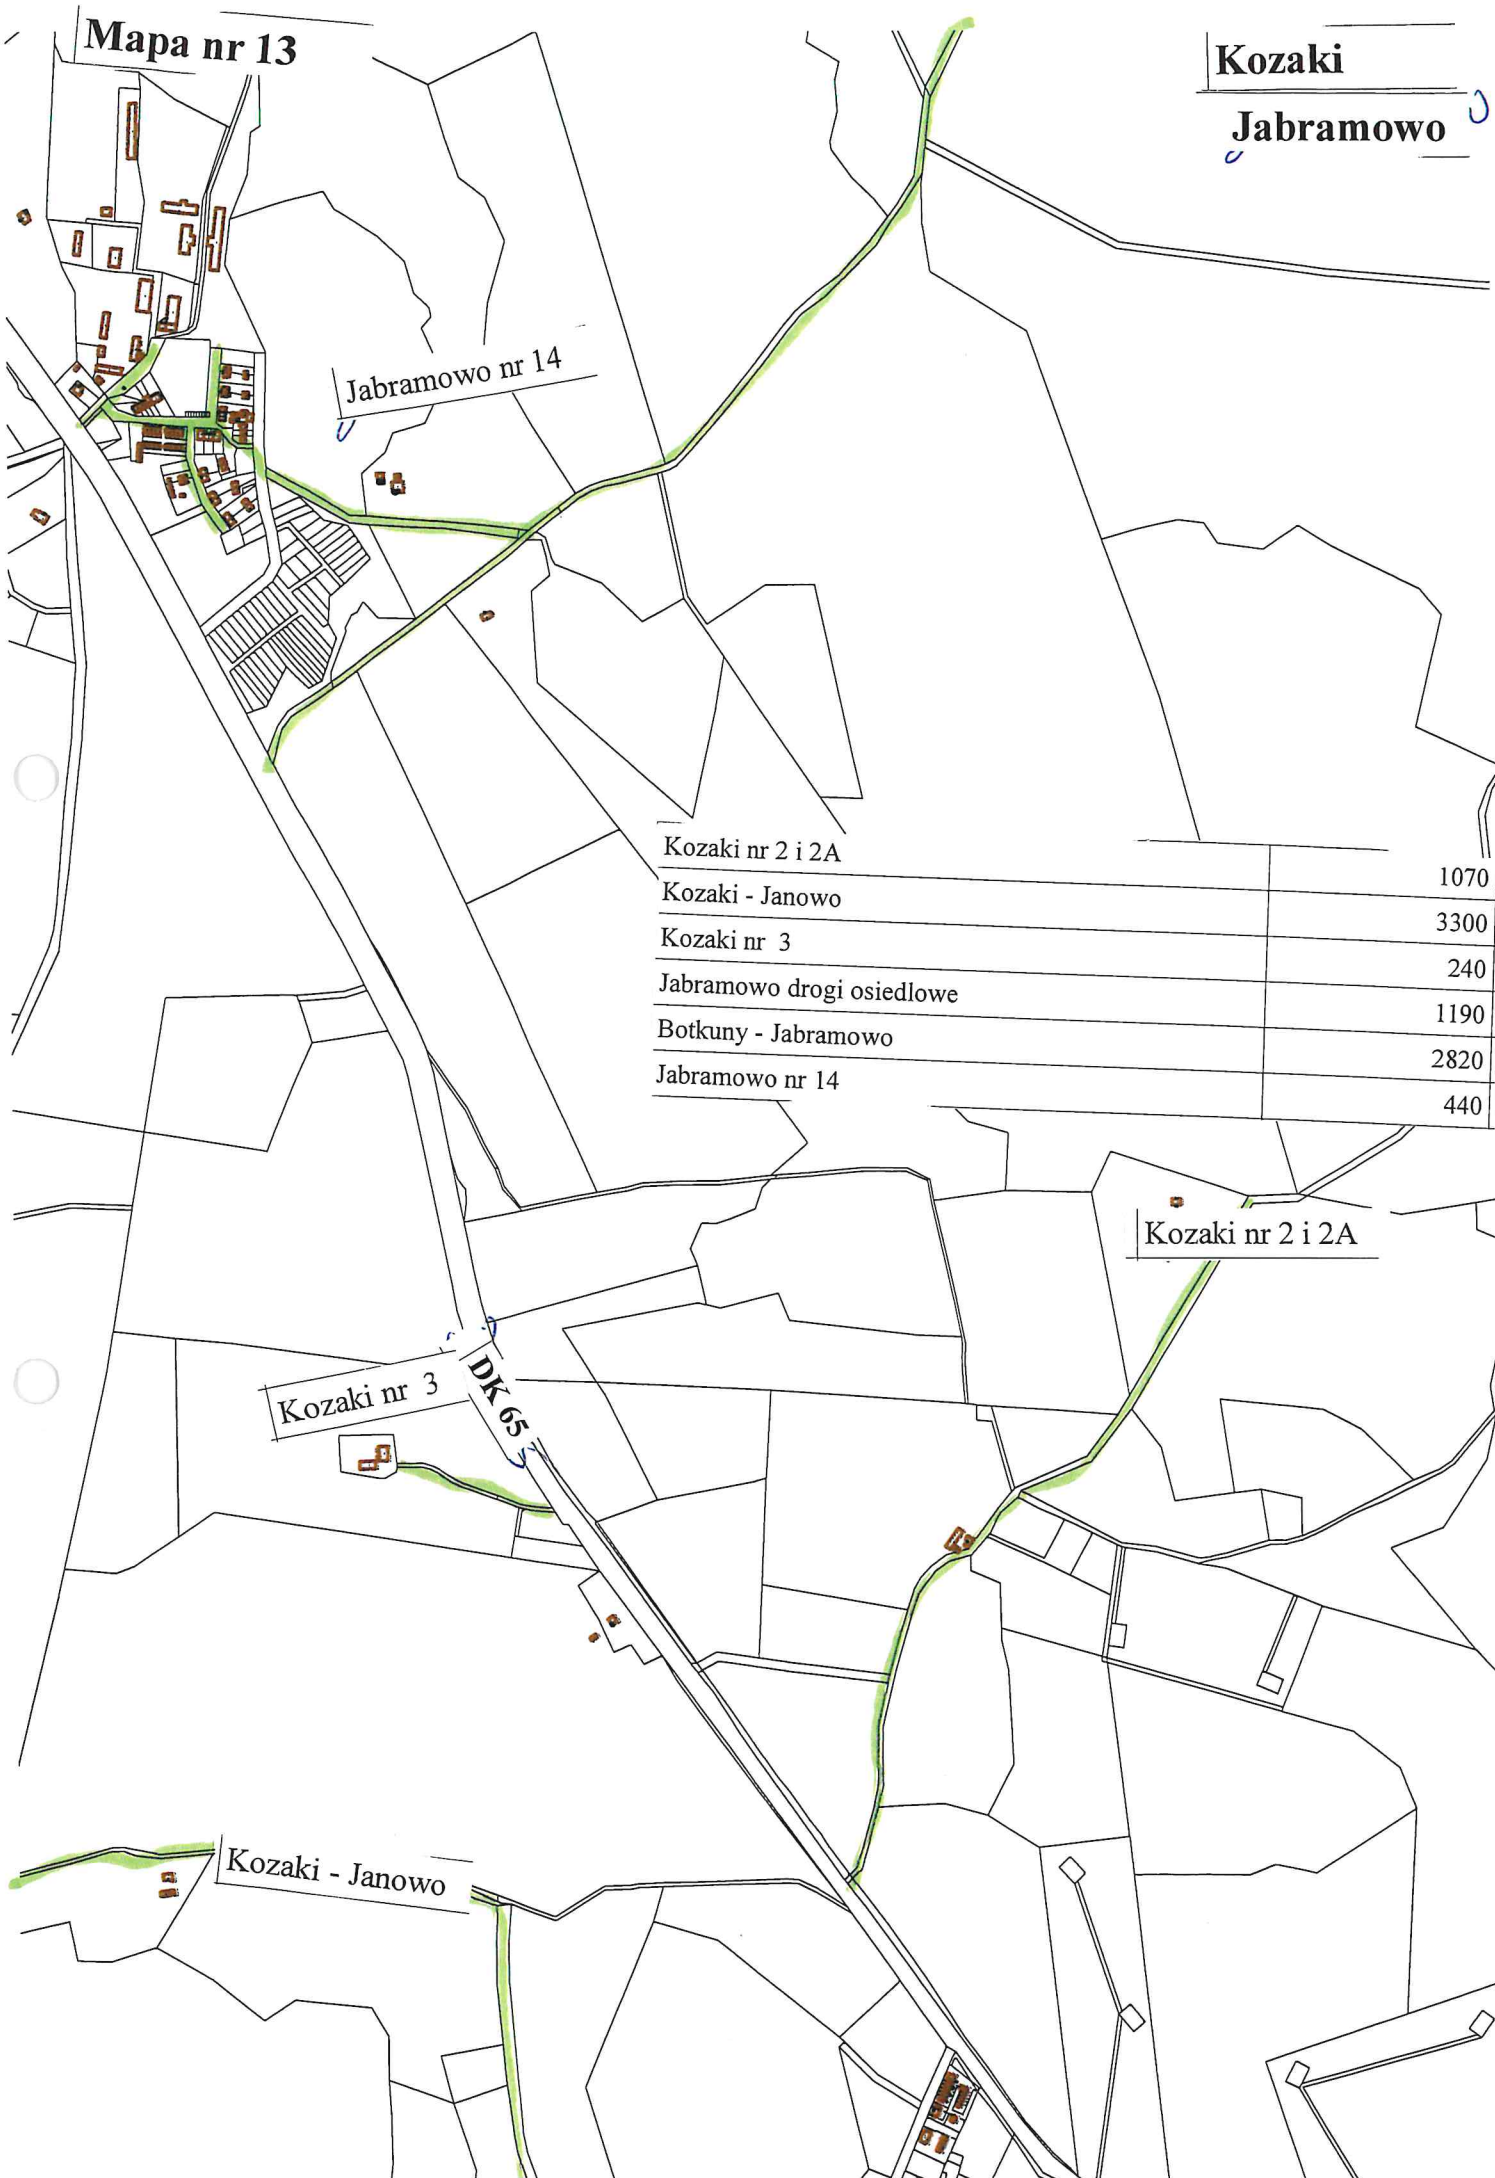 Mapa nr 13
Kozaki
Jabramowo
Jabramowo nr 14
Kozaki nr 2 i 2A 1070
Kozaki - Janowo 3300
Kozaki nr 3 240
Jabramowo drogi osiedlowe 1190
Botkuny - Jabramowo 2820
Jabramowo nr 14 440
Kozaki nr 2 i 2A
Kozaki nr 3
DK 65
Kozaki - Janowo